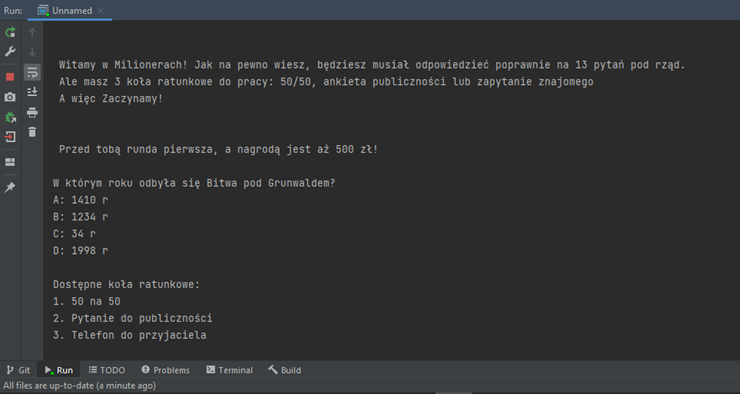 Run: Unnamed
Witamy w Milionerach! Jak na pewno wiesz, będziesz musiał odpowiedzieć poprawnie na 13 pytań pod rząd.
Ale masz 3 koła ratunkowe do pracy: 50/50, ankieta publiczności lub zapytanie znajomego
A więc Zaczynamy!
Przed tobą runda pierwsza, a nagrodą jest aż 500 zł!
W którym roku odbyła się Bitwa pod Grunwaldem?
A: 1410 r
B: 1234 r
C: 34 r
D: 1998 r
Dostępne koła ratunkowe:
1. 50 na 50
2. Pytanie do publiczności
3. Telefon do przyjaciela
Git Run TODO Problems Terminal Build
All files are up-to-date (a minute ago)